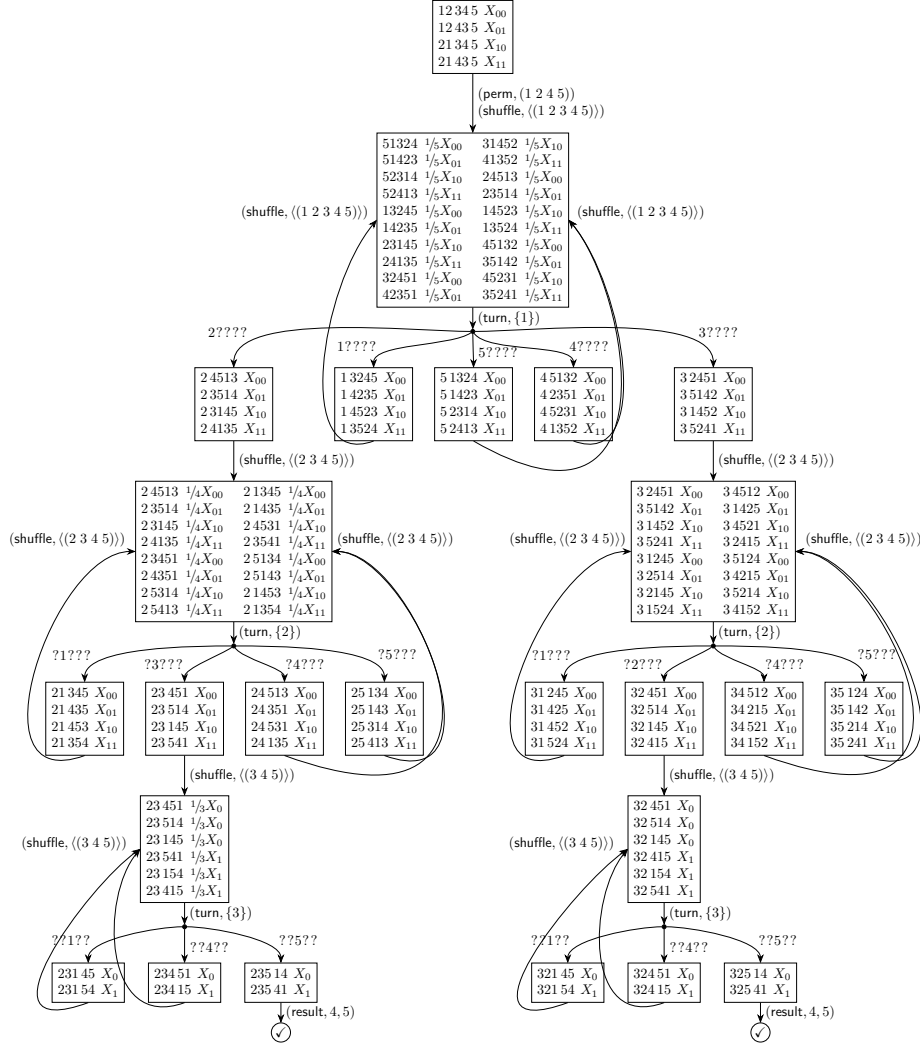 12 34 5 X₀₀
12 43 5 X₀₁
21 34 5 X₁₀
21 43 5 X₁₁
(perm, (1 2 4 5))
(shuffle, ⟨(1 2 3 4 5)⟩)
51324 1/5X₀₀ 31452 1/5X₁₀
51423 1/5X₀₁ 41352 1/5X₁₁
52314 1/5X₁₀ 24513 1/5X₀₀
52413 1/5X₁₁ 23514 1/5X₀₁
13245 1/5X₀₀ 14523 1/5X₁₀
14235 1/5X₀₁ 13524 1/5X₁₁
23145 1/5X₁₀ 45132 1/5X₀₀
24135 1/5X₁₁ 35142 1/5X₀₁
32451 1/5X₀₀ 45231 1/5X₁₀
42351 1/5X₀₁ 35241 1/5X₁₁
(shuffle, ⟨(1 2 3 4 5)⟩)
(shuffle, ⟨(1 2 3 4 5)⟩)
(turn, {1})
2????
1????
5????
4????
3????
2 4513 X₀₀
2 3514 X₀₁
2 3145 X₁₀
2 4135 X₁₁
1 3245 X₀₀
1 4235 X₀₁
1 4523 X₁₀
1 3524 X₁₁
5 1324 X₀₀
5 1423 X₀₁
5 2314 X₁₀
5 2413 X₁₁
4 5132 X₀₀
4 2351 X₀₁
4 5231 X₁₀
4 1352 X₁₁
3 2451 X₀₀
3 5142 X₀₁
3 1452 X₁₀
3 5241 X₁₁
(shuffle, ⟨(2 3 4 5)⟩)
(shuffle, ⟨(2 3 4 5)⟩)
2 4513 1/4X₀₀ 2 1345 1/4X₀₀
2 3514 1/4X₀₁ 2 1435 1/4X₀₁
2 3145 1/4X₁₀ 2 4531 1/4X₁₀
2 4135 1/4X₁₁ 2 3541 1/4X₁₁
2 3451 1/4X₀₀ 2 5134 1/4X₀₀
2 4351 1/4X₀₁ 2 5143 1/4X₀₁
2 5314 1/4X₁₀ 2 1453 1/4X₁₀
2 5413 1/4X₁₁ 2 1354 1/4X₁₁
(shuffle, ⟨(2 3 4 5)⟩)
(shuffle, ⟨(2 3 4 5)⟩)
3 2451 X₀₀ 3 4512 X₀₀
3 5142 X₀₁ 3 1425 X₀₁
3 1452 X₁₀ 3 4521 X₁₀
3 5241 X₁₁ 3 2415 X₁₁
3 1245 X₀₀ 3 5124 X₀₀
3 2514 X₀₁ 3 4215 X₀₁
3 2145 X₁₀ 3 5214 X₁₀
3 1524 X₁₁ 3 4152 X₁₁
(shuffle, ⟨(2 3 4 5)⟩)
(shuffle, ⟨(2 3 4 5)⟩)
(turn, {2})
(turn, {2})
?1???
?3???
?4???
?5???
?1???
?2???
?4???
?5???
21 345 X₀₀
21 435 X₀₁
21 453 X₁₀
21 354 X₁₁
23 451 X₀₀
23 514 X₀₁
23 145 X₁₀
23 541 X₁₁
24 513 X₀₀
24 351 X₀₁
24 531 X₁₀
24 135 X₁₁
25 134 X₀₀
25 143 X₀₁
25 314 X₁₀
25 413 X₁₁
31 245 X₀₀
31 425 X₀₁
31 452 X₁₀
31 524 X₁₁
32 451 X₀₀
32 514 X₀₁
32 145 X₁₀
32 415 X₁₁
34 512 X₀₀
34 215 X₀₁
34 521 X₁₀
34 152 X₁₁
35 124 X₀₀
35 142 X₀₁
35 214 X₁₀
35 241 X₁₁
(shuffle, ⟨(3 4 5)⟩)
(shuffle, ⟨(3 4 5)⟩)
23 451 1/3X₀
23 514 1/3X₀
23 145 1/3X₀
23 541 1/3X₁
23 154 1/3X₁
23 415 1/3X₁
(shuffle, ⟨(3 4 5)⟩)
32 451 X₀
32 514 X₀
32 145 X₀
32 415 X₁
32 154 X₁
32 541 X₁
(shuffle, ⟨(3 4 5)⟩)
(turn, {3})
(turn, {3})
??1??
??4??
??5??
??1??
??4??
??5??
231 45 X₀
231 54 X₁
234 51 X₀
234 15 X₁
235 14 X₀
235 41 X₁
321 45 X₀
321 54 X₁
324 51 X₀
324 15 X₁
325 14 X₀
325 41 X₁
(result, 4, 5)
(result, 4, 5)
✓
✓